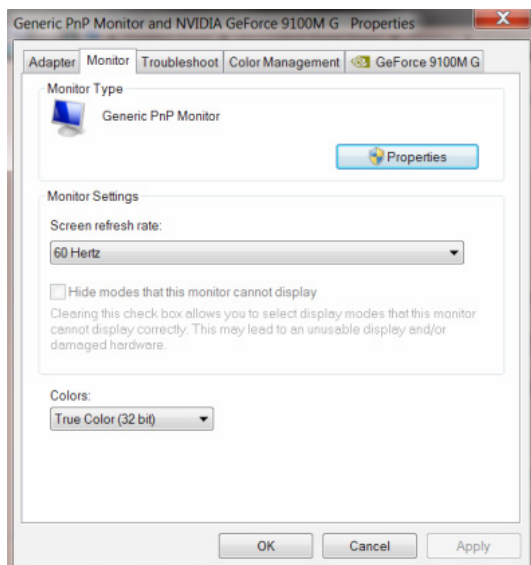 Generic PnP Monitor and NVIDIA GeForce 9100M G Properties
Adapter Monitor Troubleshoot Color Management GeForce 9100M G
Monitor Type
Generic PnP Monitor
Properties
Monitor Settings
Screen refresh rate:
60 Hertz
Hide modes that this monitor cannot display
Clearing this check box allows you to select display modes that this monitor
cannot display correctly. This may lead to an unusable display and/or
damaged hardware.
Colors:
True Color (32 bit)
OK Cancel Apply